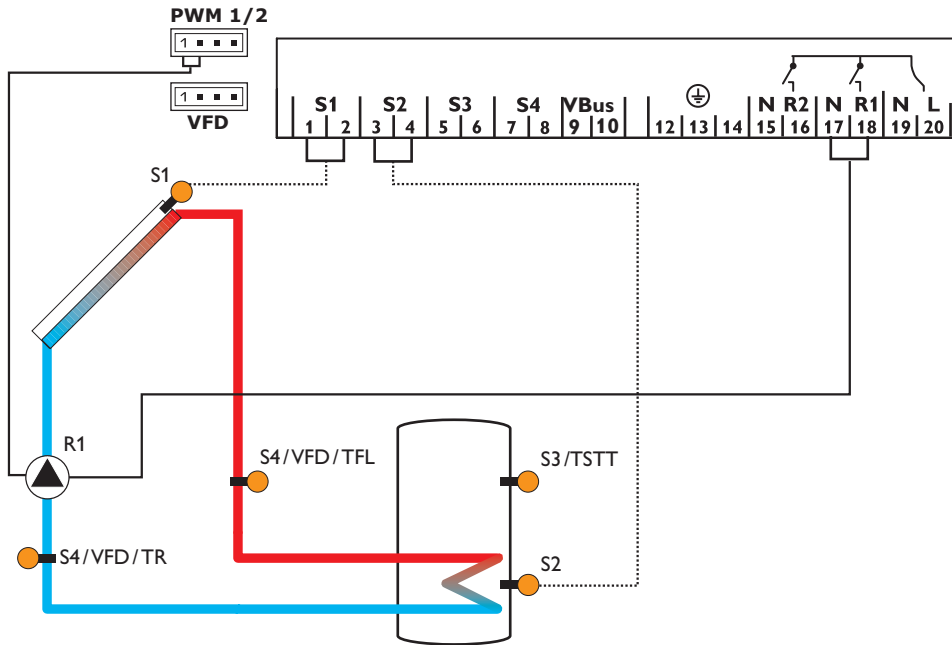 PWM 1/2
1
1
VFD
S1 S2 S3 S4 VBus N R2 N R1 N L
1 2 3 4 5 6 7 8 9 10 12 13 14 15 16 17 18 19 20
S1
R1
S4/VFD/TFL
S3/TSTT
S4/VFD/TR
S2